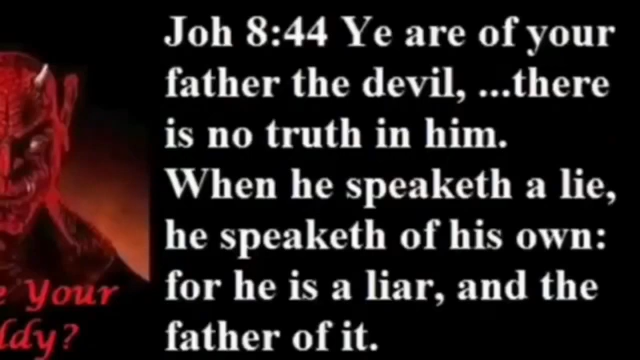 Joh 8:44 Ye are of your
father the devil, ...there
is no truth in him.
When he speaketh a lie,
he speaketh of his own:
for he is a liar, and the
father of it.
Your